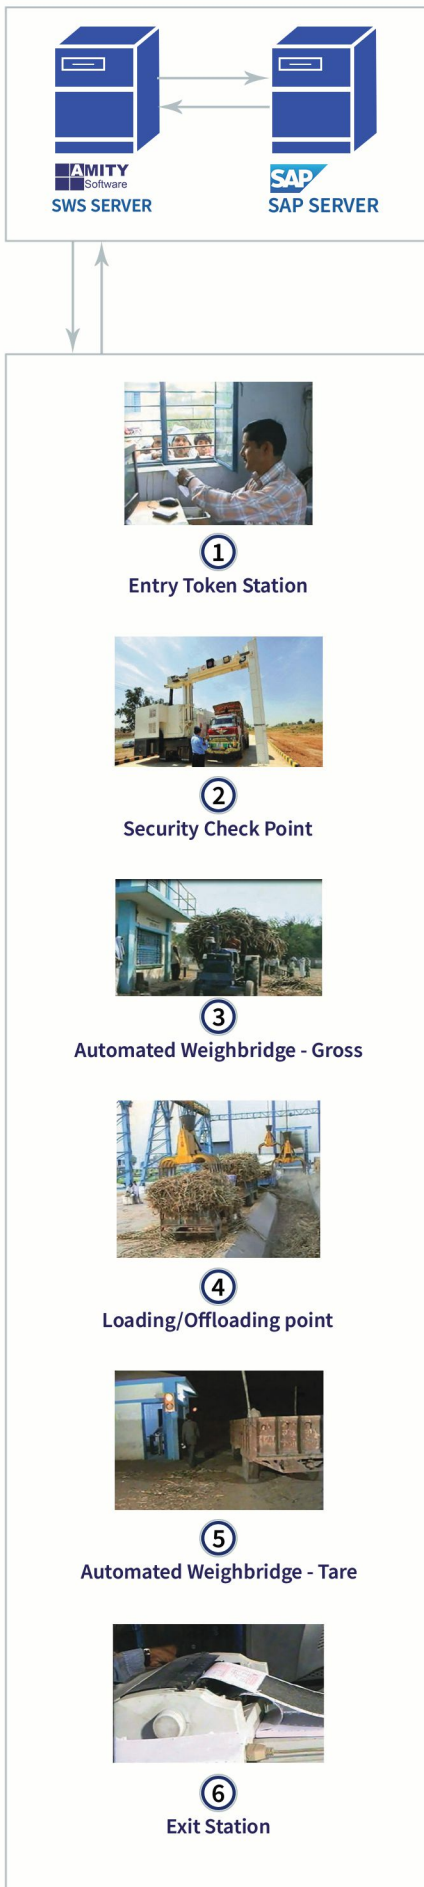 AMITY
Software
SWS SERVER
SAP
SAP SERVER
1
Entry Token Station
2
Security Check Point
3
Automated Weighbridge - Gross
4
Loading/Offloading point
5
Automated Weighbridge - Tare
6
Exit Station